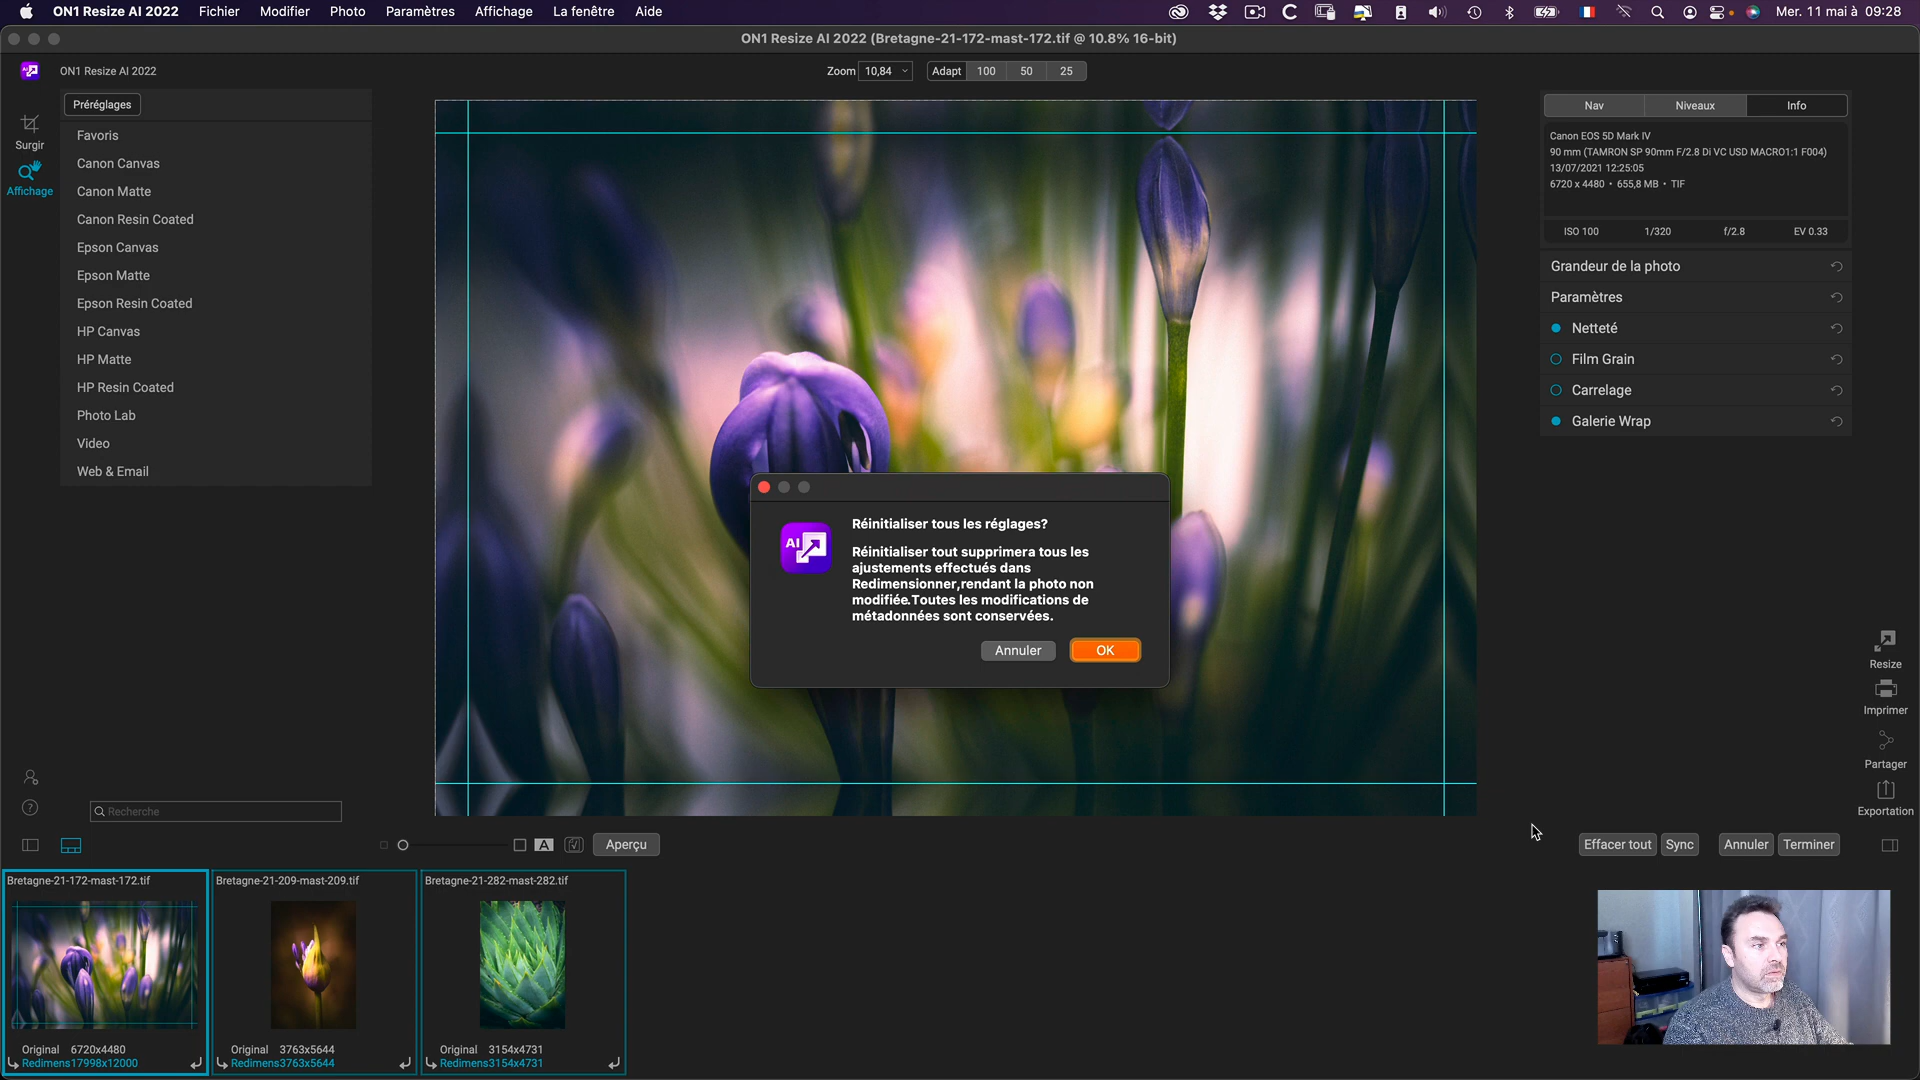 ON1 Resize AI 2022 Fichier Modifier Photo Paramètres Affichage La fenêtre Aide
Mer. 11 mai à 09:28
ON1 Resize AI 2022 (Bretagne-21-172-mast-172.tif @ 10.8% 16-bit)
ON1 Resize AI 2022
Zoom 10,84
Adapt 100 50 25
Préréglages
Surgir
Affichage
Favoris
Canon Canvas
Canon Matte
Canon Resin Coated
Epson Canvas
Epson Matte
Epson Resin Coated
HP Canvas
HP Matte
HP Resin Coated
Photo Lab
Video
Web & Email
Nav Niveaux Info
Canon EOS 5D Mark IV
90 mm (TAMRON SP 90mm F/2.8 Di VC USD MACRO1:1 F004)
13/07/2021 12:25:05
6720 x 4480 • 655,8 MB • TIF
ISO 100 1/320 f/2.8 EV 0.33
Grandeur de la photo
Paramètres
Netteté
Film Grain
Carrelage
Galerie Wrap
AI
Réinitialiser tous les réglages?
Réinitialiser tout supprimera tous les
ajustements effectués dans
Redimensionner,rendant la photo non
modifiée.Toutes les modifications de
métadonnées sont conservées.
Annuler OK
Resize
Imprimer
Partager
Exportation
Recherche
A Aperçu
Effacer tout Sync Annuler Terminer
Bretagne-21-172-mast-172.tif
Original 6720x4480
Redimens17998x12000
Bretagne-21-209-mast-209.tif
Original 3763x5644
Redimens3763x5644
Bretagne-21-282-mast-282.tif
Original 3154x4731
Redimens3154x4731